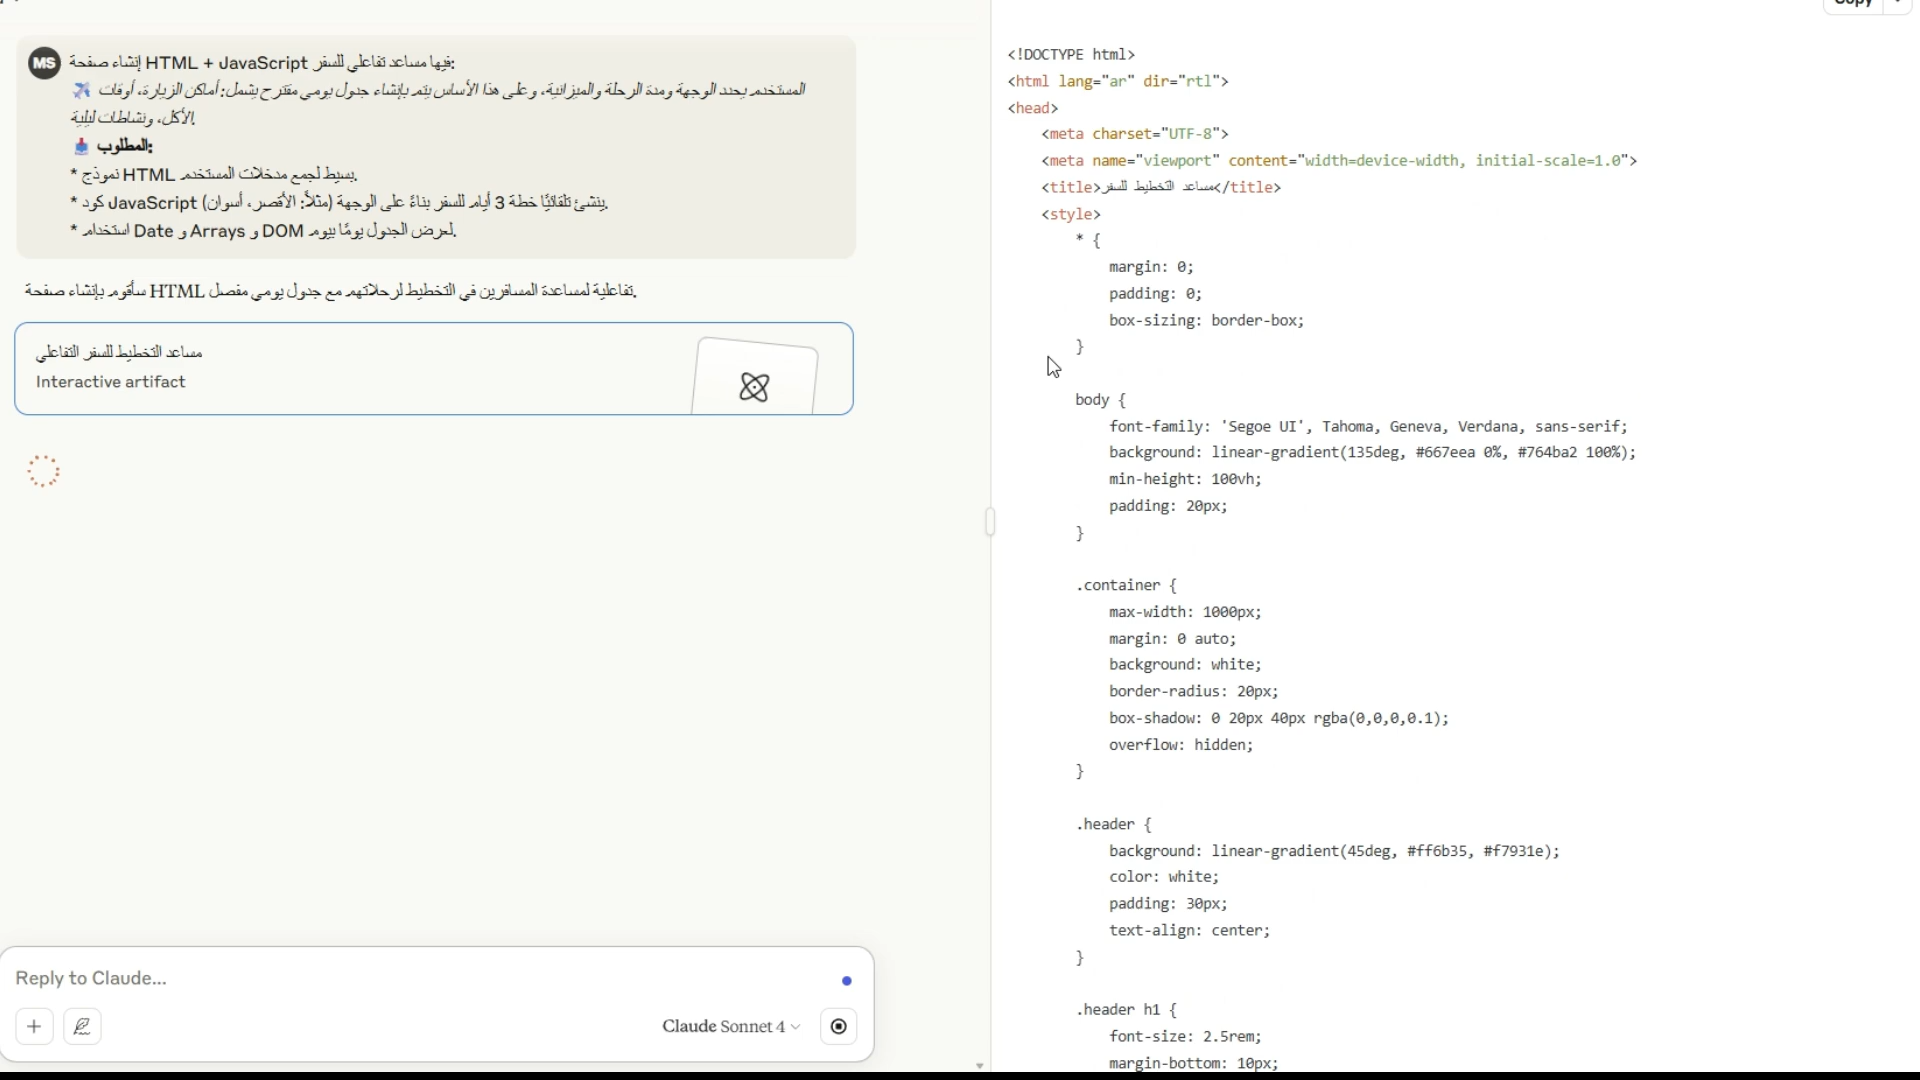 Copy
MS
إنشاء صفحة HTML + JavaScript فيها مساعد تفاعلي للسفر:
✈️ المستخدم يحدد الوجهة ومدة الرحلة والميزانية، وعلى هذا الأساس يتم إنشاء جدول يومي مقترح يشمل: أماكن الزيارة، أوقات
الأكل، ونشاطات ليلية.
📥 المطلوب:
* نموذج HTML بسيط لجمع مدخلات المستخدم.
* كود JavaScript ينشئ تلقائيًا خطة 3 أيام للسفر بناءً على الوجهة (مثلاً: الأقصر، أسوان).
* استخدام Date و Arrays و DOM لعرض الجدول يومًا بيوم.
سأقوم بإنشاء صفحة HTML تفاعلية لمساعدة المسافرين في التخطيط لرحلاتهم مع جدول يومي مفصل.
مساعد التخطيط للسفر التفاعلي
Interactive artifact
Reply to Claude...
Claude Sonnet 4
<!DOCTYPE html>
<html lang="ar" dir="rtl">
<head>
<meta charset="UTF-8">
<meta name="viewport" content="width=device-width, initial-scale=1.0">
<title>مساعد التخطيط للسفر</title>
<style>
* {
margin: 0;
padding: 0;
box-sizing: border-box;
}
body {
font-family: 'Segoe UI', Tahoma, Geneva, Verdana, sans-serif;
background: linear-gradient(135deg, #667eea 0%, #764ba2 100%);
min-height: 100vh;
padding: 20px;
}
.container {
max-width: 1000px;
margin: 0 auto;
background: white;
border-radius: 20px;
box-shadow: 0 20px 40px rgba(0,0,0,0.1);
overflow: hidden;
}
.header {
background: linear-gradient(45deg, #ff6b35, #f7931e);
color: white;
padding: 30px;
text-align: center;
}
.header h1 {
font-size: 2.5rem;
margin-bottom: 10px;